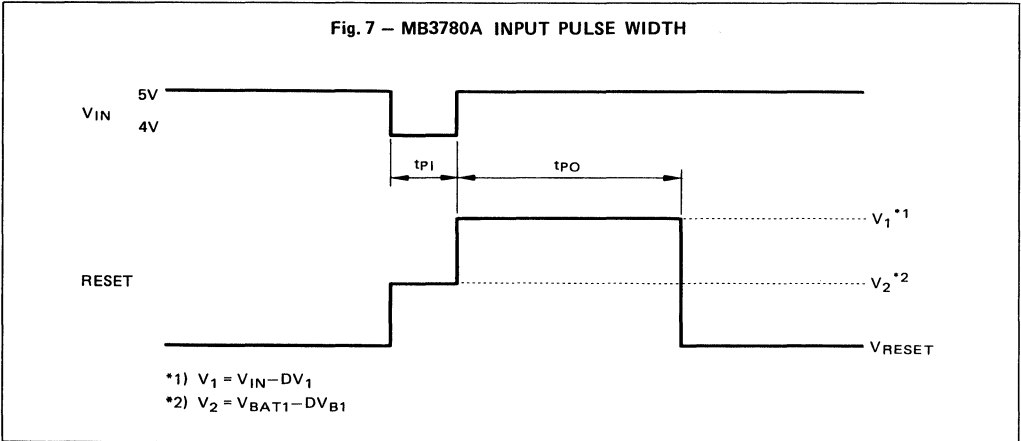 Fig. 7 – MB3780A INPUT PULSE WIDTH
5V
VIN
4V
tPI
tPO
V1*1
RESET
V2*2
VRESET
*1) V1 = VIN–DV1
*2) V2 = VBAT1–DVB1